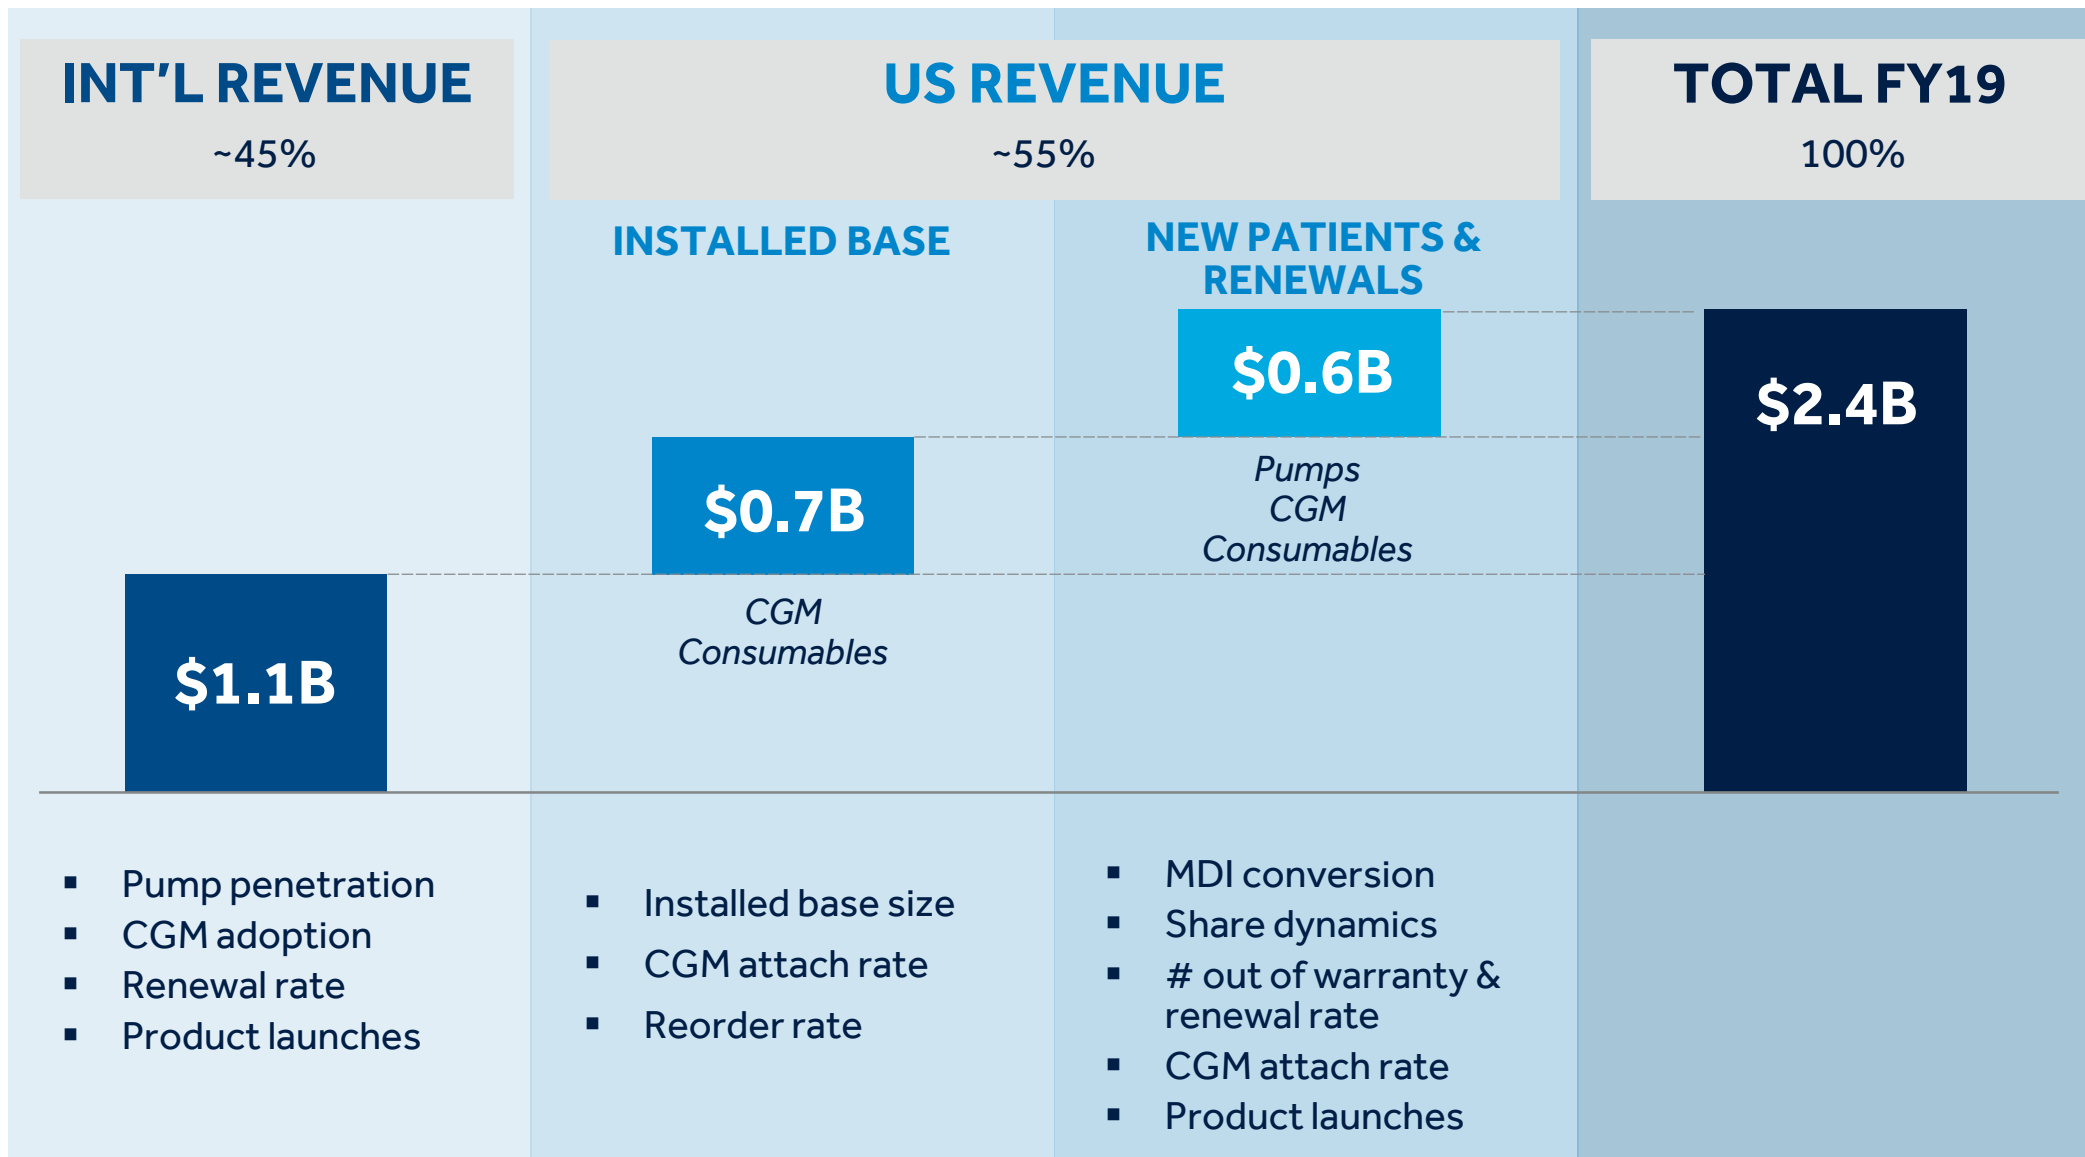 INT’L REVENUE
~45%
US REVENUE
~55%
TOTAL FY19
100%
INSTALLED BASE
NEW PATIENTS &
RENEWALS
$1.1B
$0.7B
CGM
Consumables
$0.6B
Pumps
CGM
Consumables
$2.4B
▪ Pump penetration
▪ CGM adoption
▪ Renewal rate
▪ Product launches
▪ Installed base size
▪ CGM attach rate
▪ Reorder rate
▪ MDI conversion
▪ Share dynamics
▪ # out of warranty &
renewal rate
▪ CGM attach rate
▪ Product launches